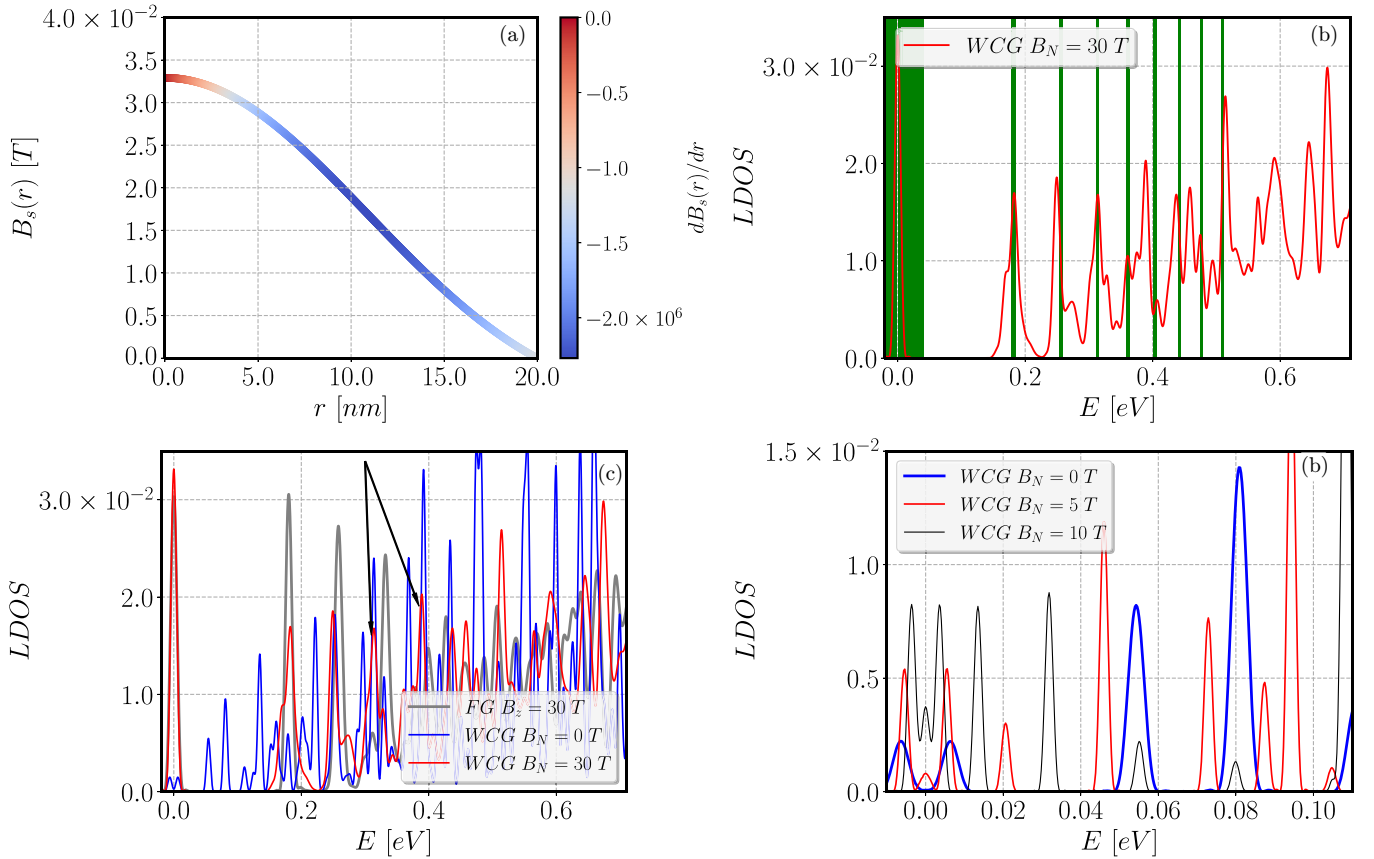 4.0 × 10⁻²
3.5
3.0
2.5
2.0
1.5
1.0
0.5
0.0
B_s(r) [T]
0.0 5.0 10.0 15.0 20.0
r [nm]
(a)
0.0
−0.5
−1.0
−1.5
−2.0 × 10⁶
dB_s(r)/dr
(b)
WCG B_N = 30 T
3.0 × 10⁻²
2.0
1.0
0.0
LDOS
0.0 0.2 0.4 0.6
E [eV]
(c)
3.0 × 10⁻²
2.0
1.0
0.0
LDOS
FG B_z = 30 T
WCG B_N = 0 T
WCG B_N = 30 T
0.0 0.2 0.4 0.6
E [eV]
1.5 × 10⁻²
(b)
WCG B_N = 0 T
WCG B_N = 5 T
WCG B_N = 10 T
1.0
0.5
0.0
LDOS
0.00 0.02 0.04 0.06 0.08 0.10
E [eV]